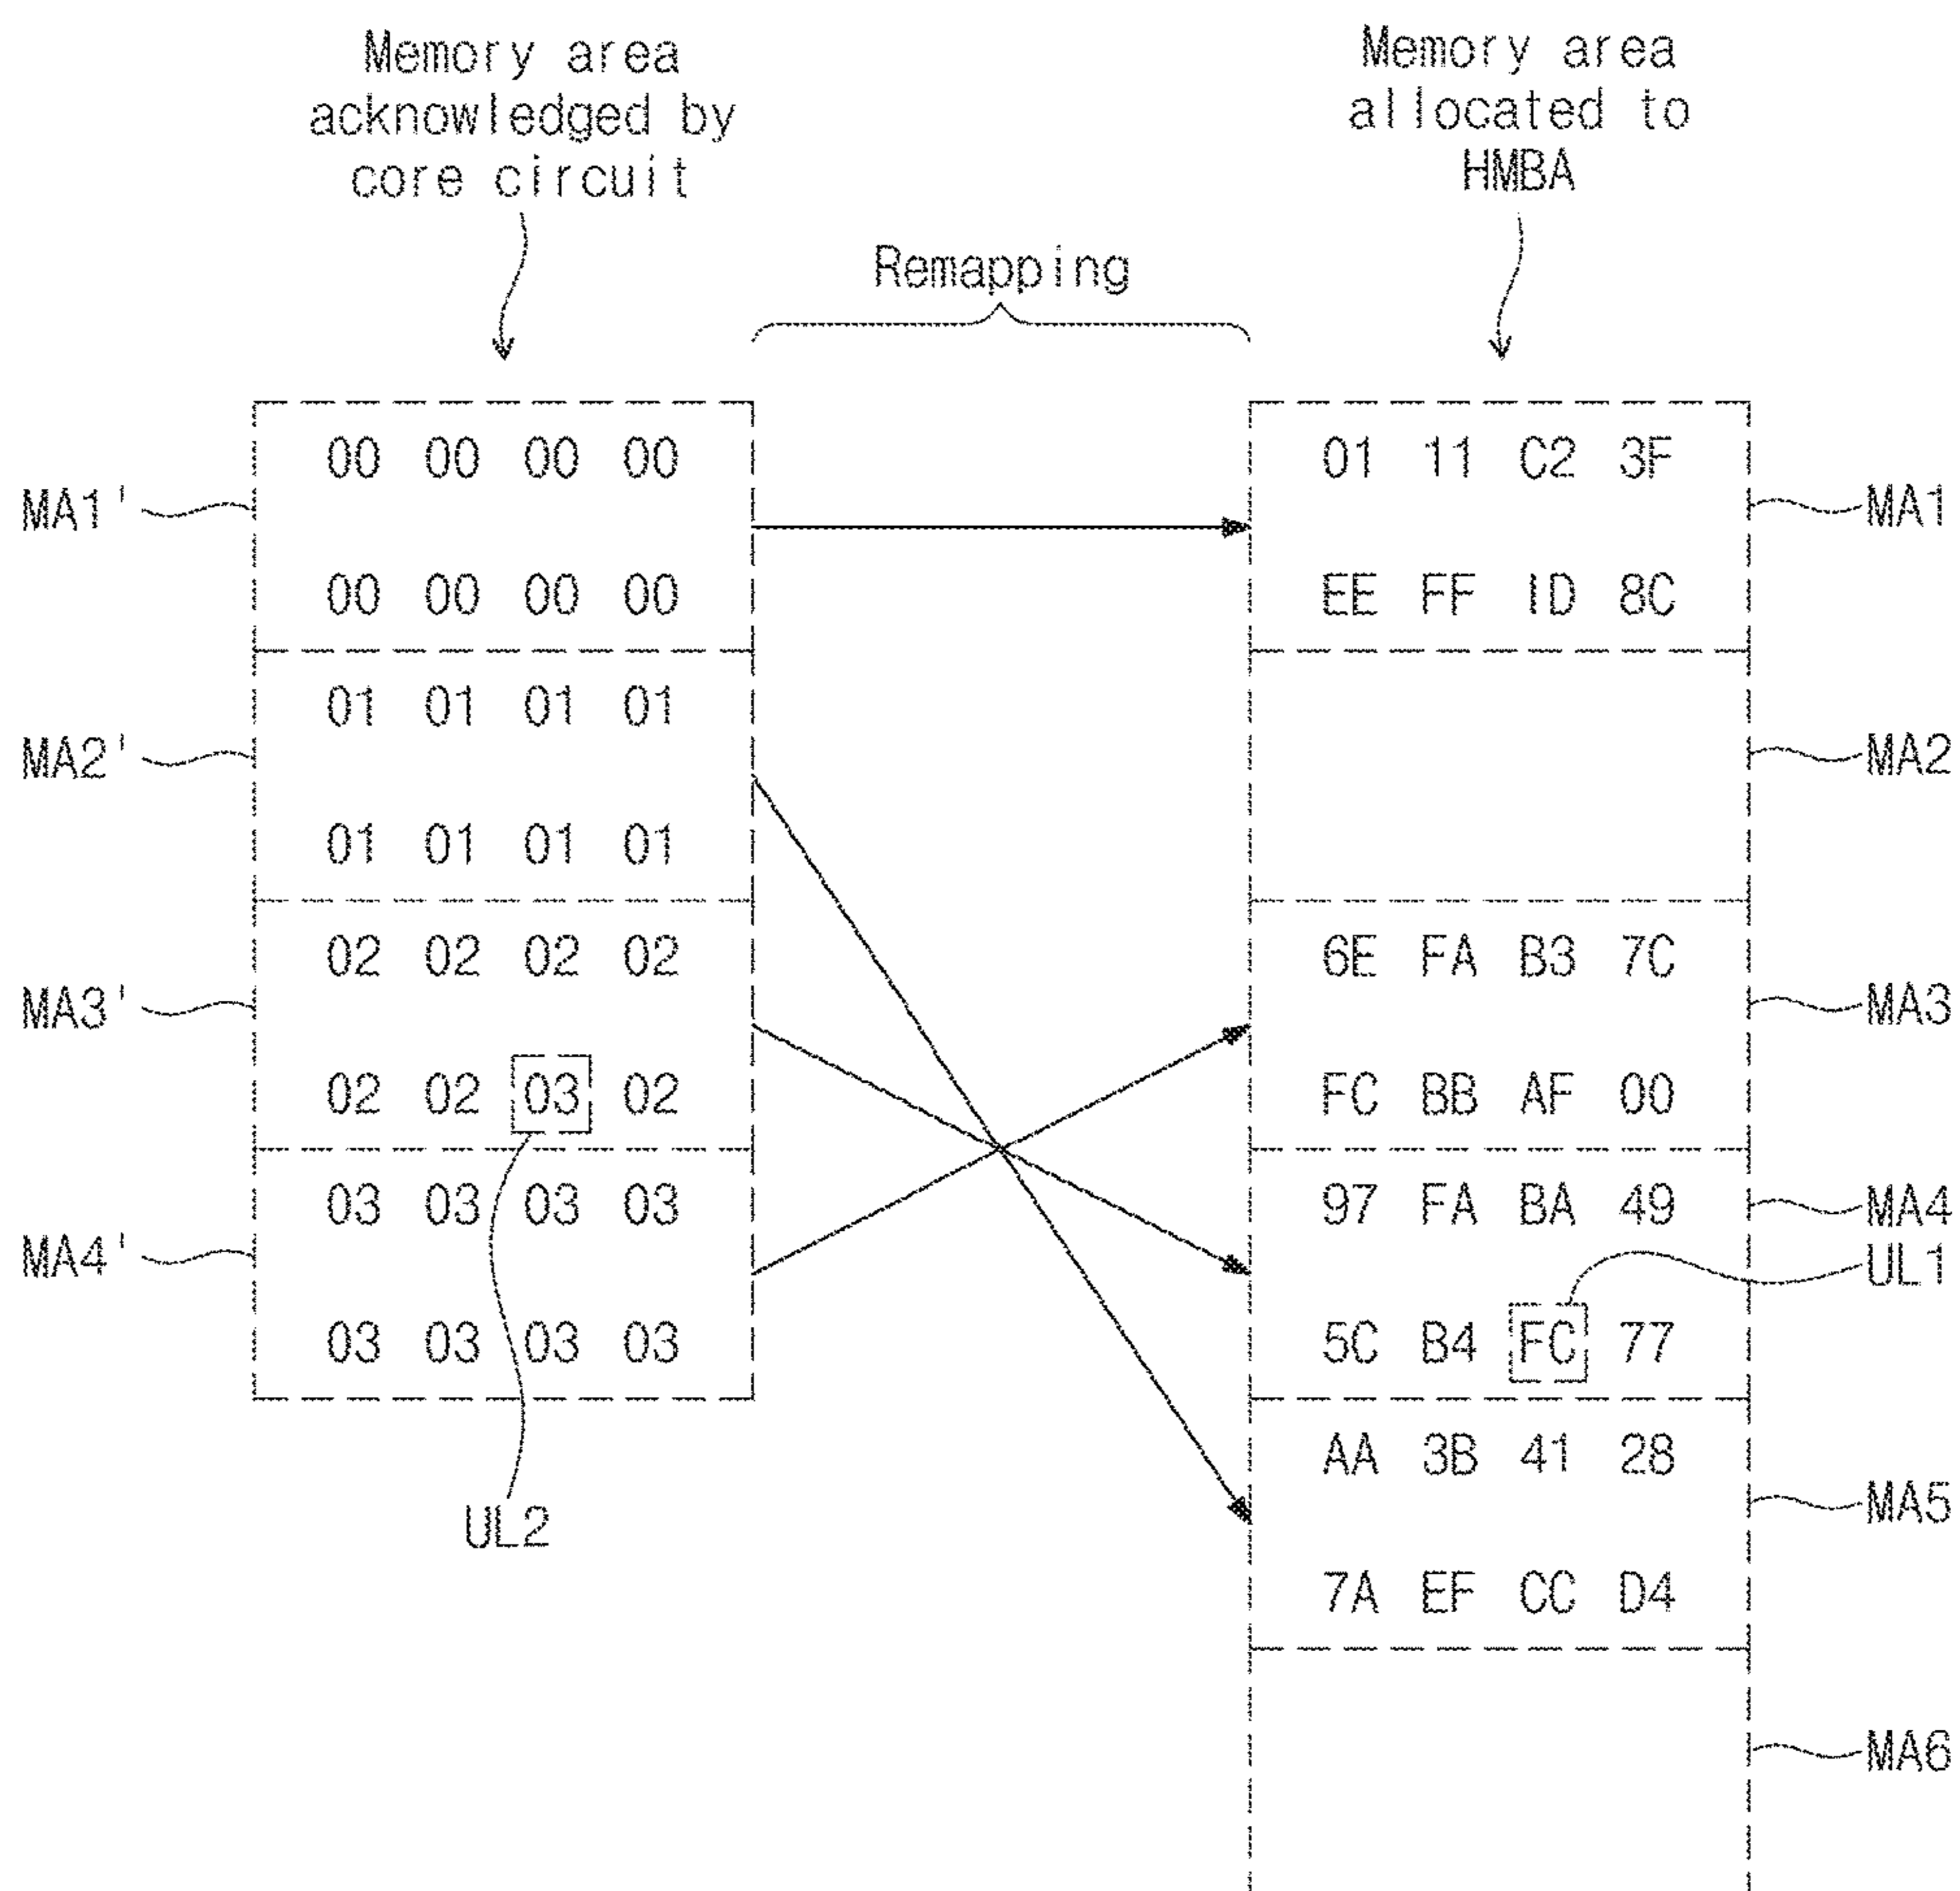 Memory area
acknowledged by
core circuit
Memory area
allocated to
HMBA
Remapping
00 00 00 00
01 11 C2 3F
MA1'
MA1
00 00 00 00
EE FF 1D 8C
01 01 01 01
MA2'
MA2
01 01 01 01
02 02 02 02
6E FA B3 7C
MA3'
MA3
02 02 03 02
FC BB AF 00
03 03 03 03
97 FA BA 49
MA4
MA4'
UL1
03 03 03 03
5C B4 FC 77
AA 3B 41 28
MA5
UL2
7A EF CC D4
MA6